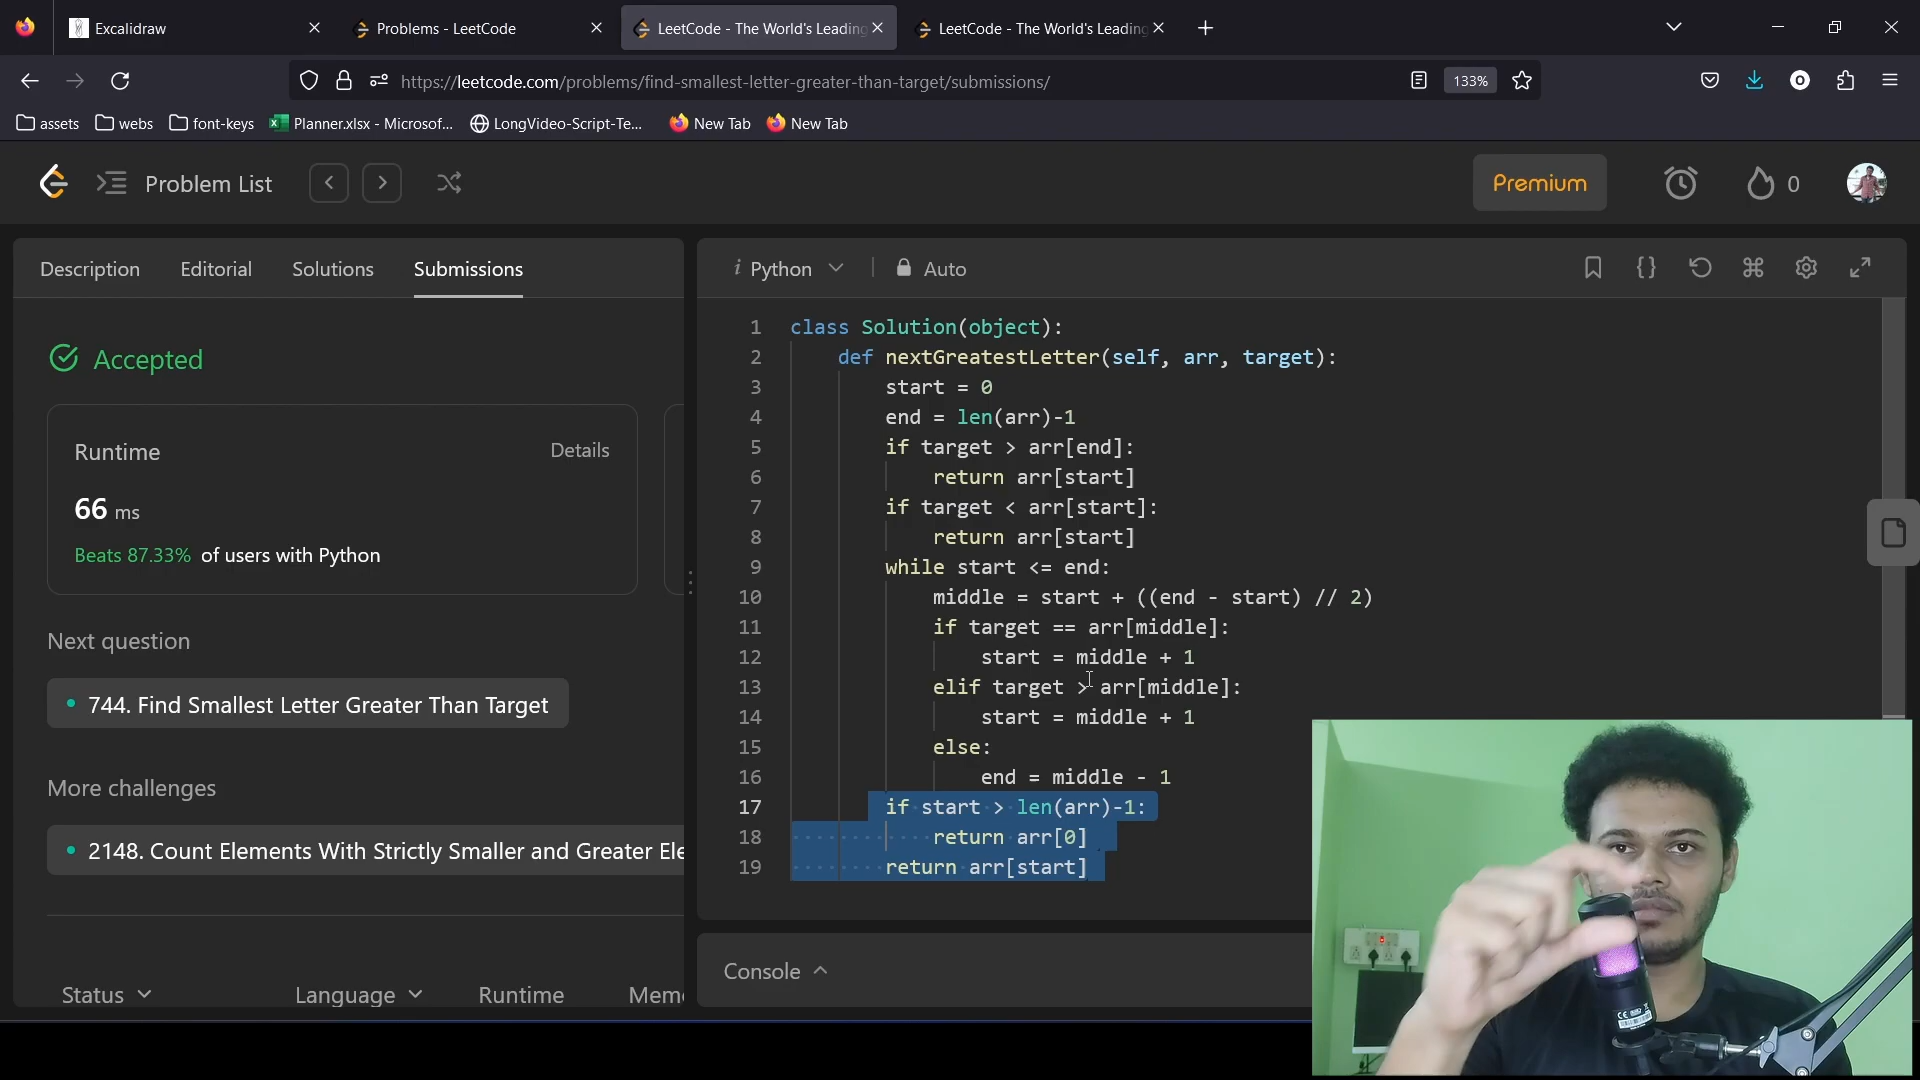 Excalidraw
Problems - LeetCode
LeetCode - The World's Leading
LeetCode - The World's Leading
https://leetcode.com/problems/find-smallest-letter-greater-than-target/submissions/
133%
assets
webs
font-keys
Planner.xlsx - Microsof...
LongVideo-Script-Te...
New Tab
New Tab
Problem List
Premium
0
Description
Editorial
Solutions
Submissions
Accepted
Runtime
Details
66 ms
Beats 87.33% of users with Python
Next question
744. Find Smallest Letter Greater Than Target
More challenges
2148. Count Elements With Strictly Smaller and Greater Ele
Status
Language
Runtime
Mem
i Python
Auto
1 class Solution(object):
2 def nextGreatestLetter(self, arr, target):
3 start = 0
4 end = len(arr)-1
5 if target > arr[end]:
6 return arr[start]
7 if target < arr[start]:
8 return arr[start]
9 while start <= end:
10 middle = start + ((end - start) // 2)
11 if target == arr[middle]:
12 start = middle + 1
13 elif target > arr[middle]:
14 start = middle + 1
15 else:
16 end = middle - 1
17 if start > len(arr)-1:
18 return arr[0]
19 return arr[start]
Console